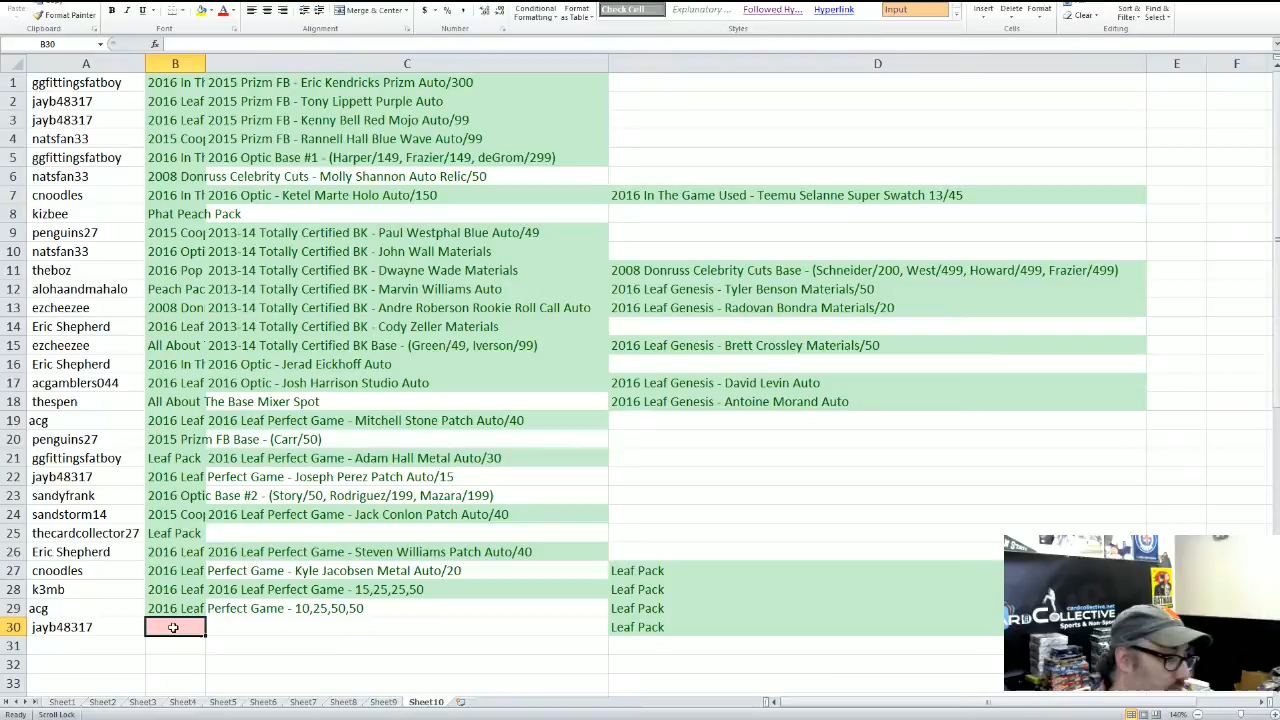 Format Painter
B I U
Merge & Center
$ % ,
Conditional Format
Formatting as Table
Check Cell Explanatory... Followed Hy... Hyperlink Input
Insert Delete Format
Clear
Sort & Find &
Filter Select
Clipboard Font Alignment Number Styles Cells Editing
B30 fx
A B C D E F
1 ggfittingsfatboy 2016 In Th 2015 Prizm FB - Eric Kendricks Prizm Auto/300
2 jayb48317 2016 Leaf 2015 Prizm FB - Tony Lippett Purple Auto
3 jayb48317 2016 Leaf 2015 Prizm FB - Kenny Bell Red Mojo Auto/99
4 natsfan33 2015 Coop 2015 Prizm FB - Rannell Hall Blue Wave Auto/99
5 ggfittingsfatboy 2016 In Th 2016 Optic Base #1 - (Harper/149, Frazier/149, deGrom/299)
6 natsfan33 2008 Donruss Celebrity Cuts - Molly Shannon Auto Relic/50
7 cnoodles 2016 In Th 2016 Optic - Ketel Marte Holo Auto/150 2016 In The Game Used - Teemu Selanne Super Swatch 13/45
8 kizbee Phat Peach Pack
9 penguins27 2015 Coop 2013-14 Totally Certified BK - Paul Westphal Blue Auto/49
10 natsfan33 2016 Opti 2013-14 Totally Certified BK - John Wall Materials
11 theboz 2016 Pop 2013-14 Totally Certified BK - Dwayne Wade Materials 2008 Donruss Celebrity Cuts Base - (Schneider/200, West/499, Howard/499, Frazier/499)
12 alohaandmahalo Peach Pac 2013-14 Totally Certified BK - Marvin Williams Auto 2016 Leaf Genesis - Tyler Benson Materials/50
13 ezcheezee 2008 Don 2013-14 Totally Certified BK - Andre Roberson Rookie Roll Call Auto 2016 Leaf Genesis - Radovan Bondra Materials/20
14 Eric Shepherd 2016 Leaf 2013-14 Totally Certified BK - Cody Zeller Materials
15 ezcheezee All About 2013-14 Totally Certified BK Base - (Green/49, Iverson/99) 2016 Leaf Genesis - Brett Crossley Materials/50
16 Eric Shepherd 2016 In Th 2016 Optic - Jerad Eickhoff Auto
17 acgamblers044 2016 Leaf 2016 Optic - Josh Harrison Studio Auto 2016 Leaf Genesis - David Levin Auto
18 thespen All About The Base Mixer Spot 2016 Leaf Genesis - Antoine Morand Auto
19 acg 2016 Leaf 2016 Leaf Perfect Game - Mitchell Stone Patch Auto/40
20 penguins27 2015 Prizm FB Base - (Carr/50)
21 ggfittingsfatboy Leaf Pack 2016 Leaf Perfect Game - Adam Hall Metal Auto/30
22 jayb48317 2016 Leaf Perfect Game - Joseph Perez Patch Auto/15
23 sandyfrank 2016 Optic Base #2 - (Story/50, Rodriguez/199, Mazara/199)
24 sandstorm14 2015 Coop 2016 Leaf Perfect Game - Jack Conlon Patch Auto/40
25 thecardcollector27 Leaf Pack
26 Eric Shepherd 2016 Leaf 2016 Leaf Perfect Game - Steven Williams Patch Auto/40
27 cnoodles 2016 Leaf Perfect Game - Kyle Jacobsen Metal Auto/20 Leaf Pack
28 k3mb 2016 Leaf 2016 Leaf Perfect Game - 15,25,25,50 Leaf Pack
29 acg 2016 Leaf Perfect Game - 10,25,50,50 Leaf Pack
30 jayb48317 Leaf Pack
31
32
33
cardcollective.net
ARD COLLECTIVE
Sports & Non-Sport
BATMAN
Sheet1 Sheet2 Sheet3 Sheet4 Sheet5 Sheet6 Sheet7 Sheet8 Sheet9 Sheet10
Ready Scroll Lock 140%